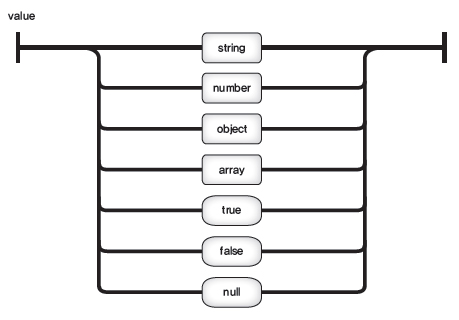 value
string
number
object
array
true
false
null